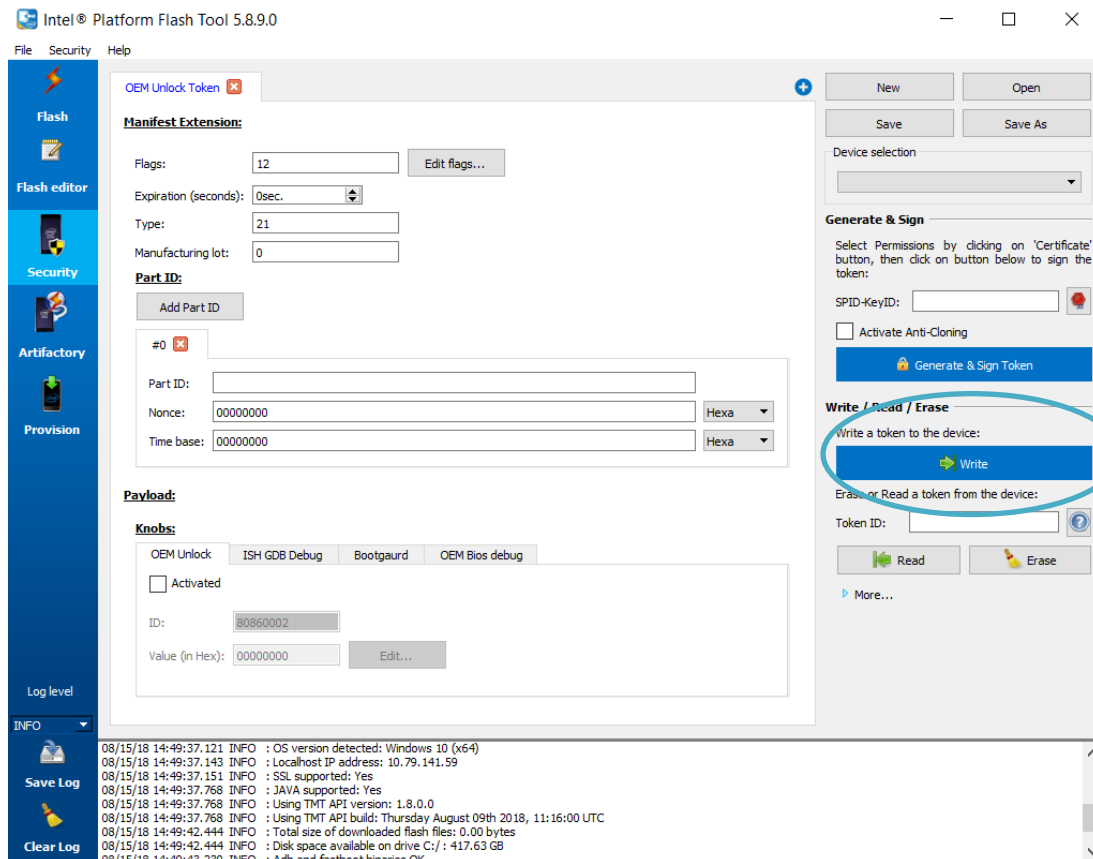 Intel® Platform Flash Tool 5.8.9.0
File Security Help
Flash
Flash editor
Security
Artifactory
Provision
Log level
INFO
Save Log
Clear Log
OEM Unlock Token
Manifest Extension:
Flags: 12 Edit flags...
Expiration (seconds): 0sec.
Type: 21
Manufacturing lot: 0
Part ID:
Add Part ID
#0
Part ID:
Nonce: 00000000 Hexa
Time base: 00000000 Hexa
Payload:
Knobs:
OEM Unlock ISH GDB Debug Bootgaurd OEM Bios debug
Activated
ID: 80860002
Value (in Hex): 00000000 Edit...
New Open
Save Save As
Device selection
Generate & Sign
Select Permissions by clicking on 'Certificate'
button, then click on button below to sign the
token:
SPID-KeyID:
Activate Anti-Cloning
Generate & Sign Token
Write / Read / Erase
Write a token to the device:
Write
Erase or Read a token from the device:
Token ID:
Read Erase
More...
08/15/18 14:49:37.121 INFO : OS version detected: Windows 10 (x64)
08/15/18 14:49:37.143 INFO : Localhost IP address: 10.79.141.59
08/15/18 14:49:37.151 INFO : SSL supported: Yes
08/15/18 14:49:37.768 INFO : JAVA supported: Yes
08/15/18 14:49:37.768 INFO : Using TMT API version: 1.8.0.0
08/15/18 14:49:37.768 INFO : Using TMT API build: Thursday August 09th 2018, 11:16:00 UTC
08/15/18 14:49:42.444 INFO : Total size of downloaded flash files: 0.00 bytes
08/15/18 14:49:42.444 INFO : Disk space available on drive C:/ : 417.63 GB
08/15/18 14:49:43.239 INFO : Adb and fastboot binaries OK